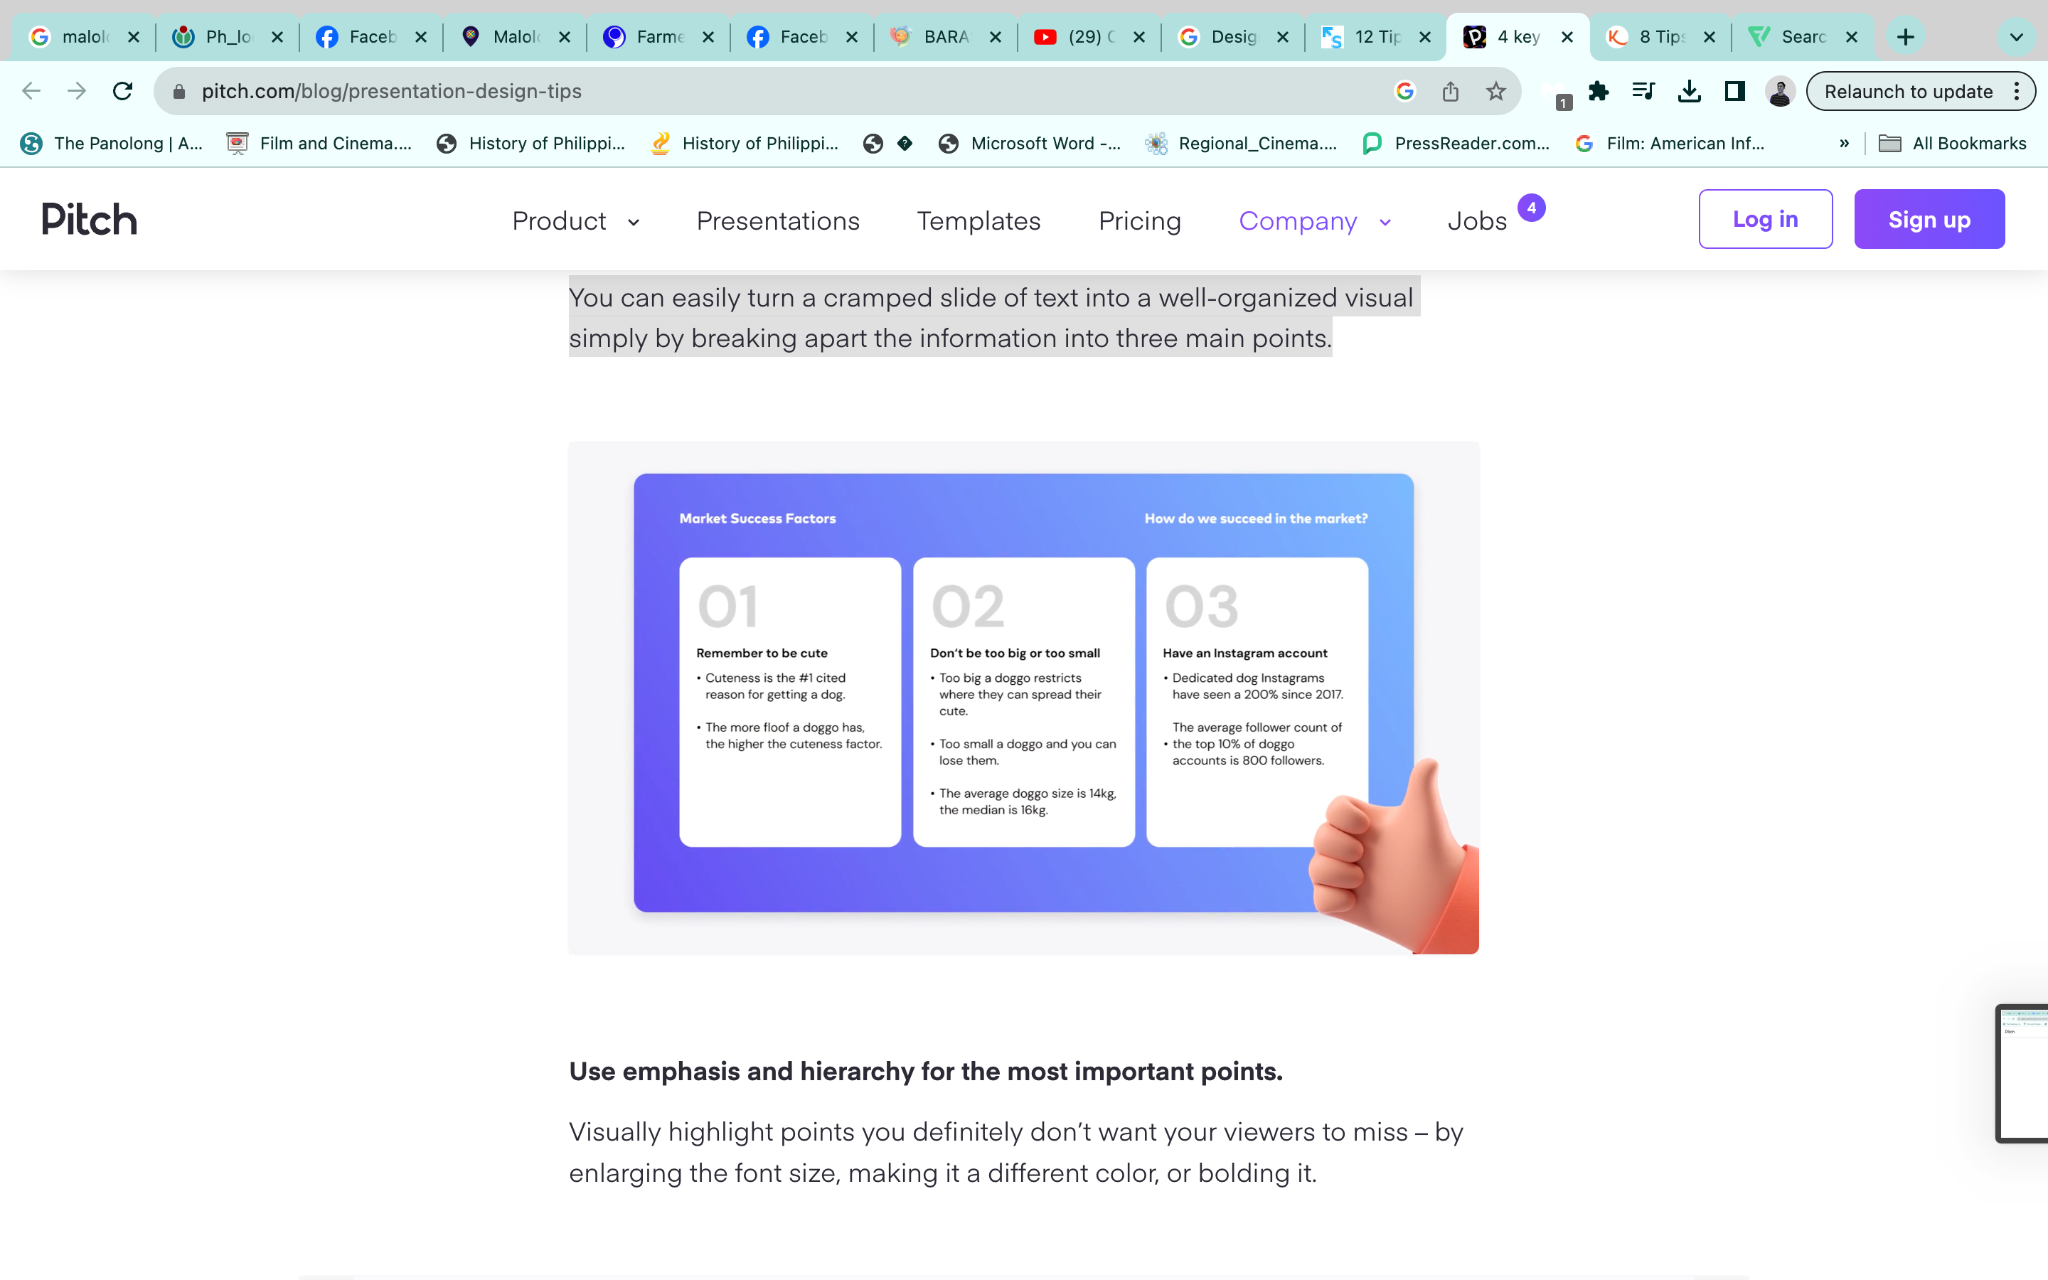 malol
Ph_lo
Faceb
Malol
Farme
Faceb
BARA
(29) C
Desig
12 Tip
4 key
8 Tips
Searc
pitch.com/blog/presentation-design-tips
1
Relaunch to update
The Panolong | A...
Film and Cinema....
History of Philippi...
History of Philippi...
Microsoft Word -...
Regional_Cinema....
PressReader.com...
Film: American Inf...
»
All Bookmarks
Pitch
Product
Presentations
Templates
Pricing
Company
Jobs
4
Log in
Sign up
You can easily turn a cramped slide of text into a well-organized visual
simply by breaking apart the information into three main points.
Market Success Factors
How do we succeed in the market?
01
Remember to be cute
• Cuteness is the #1 cited
reason for getting a dog.
• The more floof a doggo has,
the higher the cuteness factor.
02
Don't be too big or too small
• Too big a doggo restricts
where they can spread their
cute.
• Too small a doggo and you can
lose them.
• The average doggo size is 14kg,
the median is 16kg.
03
Have an Instagram account
• Dedicated dog Instagrams
have seen a 200% since 2017.
The average follower count of
• the top 10% of doggo
accounts is 800 followers.
Use emphasis and hierarchy for the most important points.
Visually highlight points you definitely don't want your viewers to miss – by
enlarging the font size, making it a different color, or bolding it.